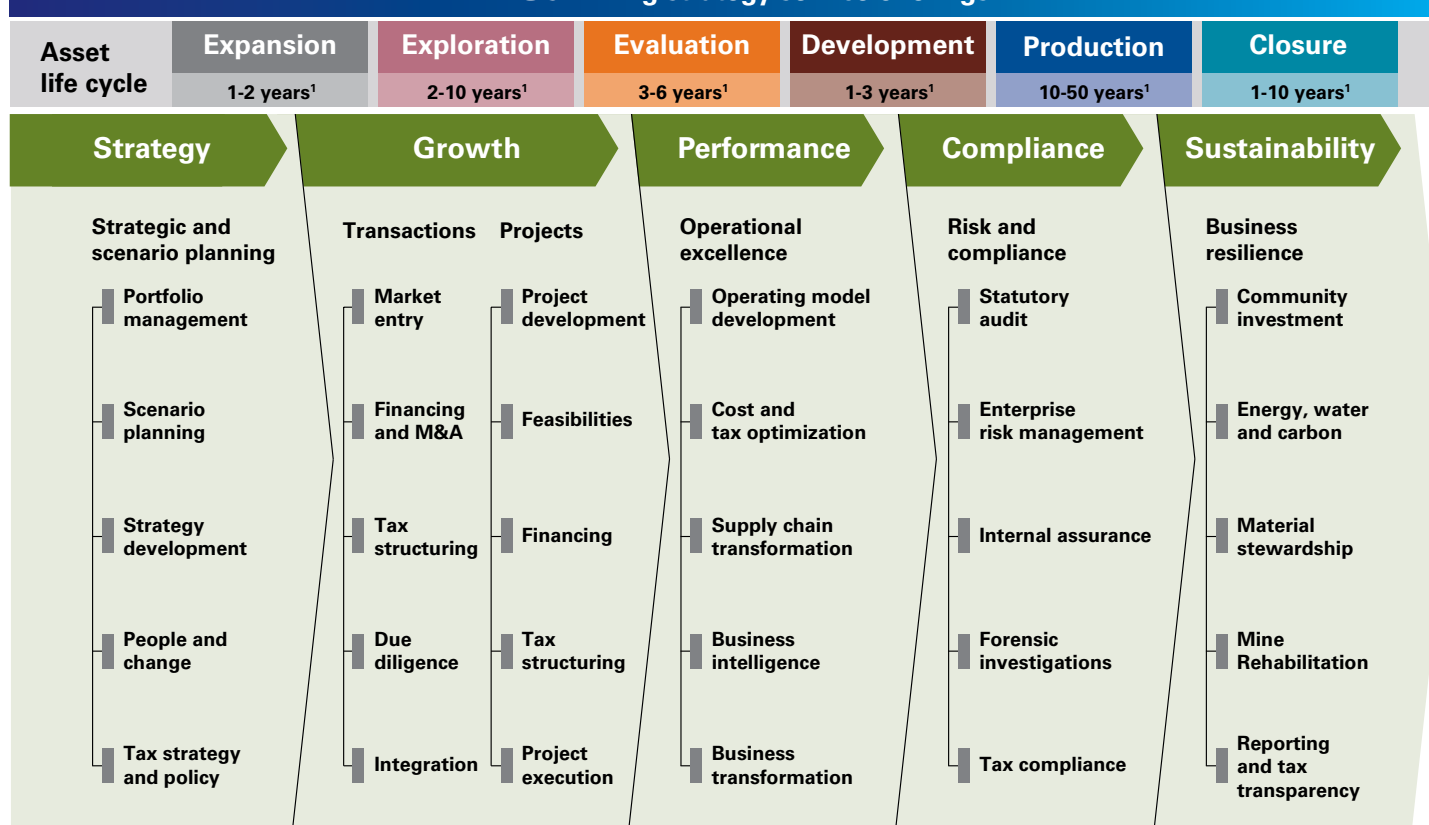 Asset
life cycle
Expansion
1-2 years¹
Exploration
2-10 years¹
Evaluation
3-6 years¹
Development
1-3 years¹
Production
10-50 years¹
Closure
1-10 years¹
Strategy
Growth
Performance
Compliance
Sustainability
Strategic and
scenario planning
Portfolio
management
Scenario
planning
Strategy
development
People and
change
Tax strategy
and policy
Transactions
Market
entry
Financing
and M&A
Tax
structuring
Due
diligence
Integration
Projects
Project
development
Feasibilities
Financing
Tax
structuring
Project
execution
Operational
excellence
Operating model
development
Cost and
tax optimization
Supply chain
transformation
Business
intelligence
Business
transformation
Risk and
compliance
Statutory
audit
Enterprise
risk management
Internal assurance
Forensic
investigations
Tax compliance
Business
resilience
Community
investment
Energy, water
and carbon
Material
stewardship
Mine
Rehabilitation
Reporting
and tax
transparency